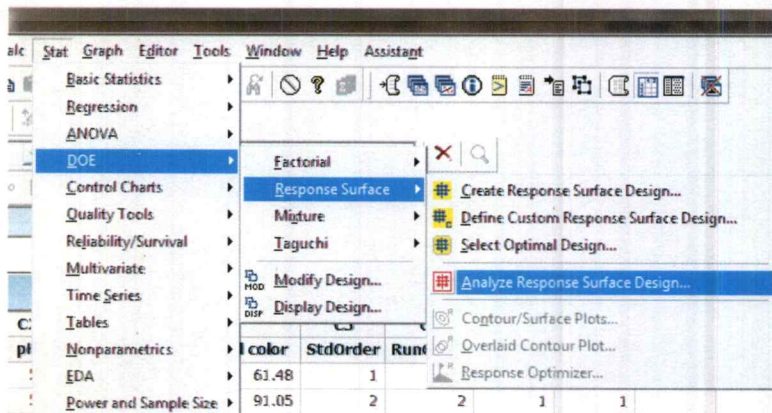 alc Stat Graph Editor Tools Window Help Assistant
Basic Statistics
Regression
ANOVA
DOE
Control Charts
Quality Tools
Reliability/Survival
Multivariate
Time Series
Tables
Nonparametrics
EDA
Power and Sample Size
Factorial
Response Surface
Mixture
Taguchi
MOD Modify Design...
DISP Display Design...
Create Response Surface Design...
Define Custom Response Surface Design...
Select Optimal Design...
Analyze Response Surface Design...
Contour/Surface Plots...
Overlaid Contour Plot...
Response Optimizer...
color StdOrder
61.48 1
91.05 2 2 1 1